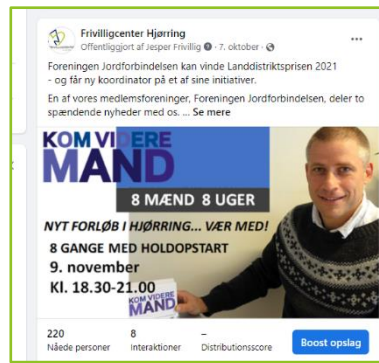 Frivilligcenter Hjørring
Offentliggjort af Jesper Frivillig · 7. oktober ·
Foreningen Jordforbindelsen kan vinde Landdistriktsprisen 2021
- og får ny koordinator på et af sine initiativer.
En af vores medlemsforeninger, Foreningen Jordforbindelsen, deler to
spændende nyheder med os. ... Se mere
KOM VIDERE
MAND
8 MÆND 8 UGER
NYT FORLØB I HJØRRING... VÆR MED!
8 GANGE MED HOLDOPSTART
9. november
Kl. 18.30-21.00
KOM VIDERE
MAND
220
Nåede personer
8
Interaktioner
–
Distributionsscore
Boost opslag